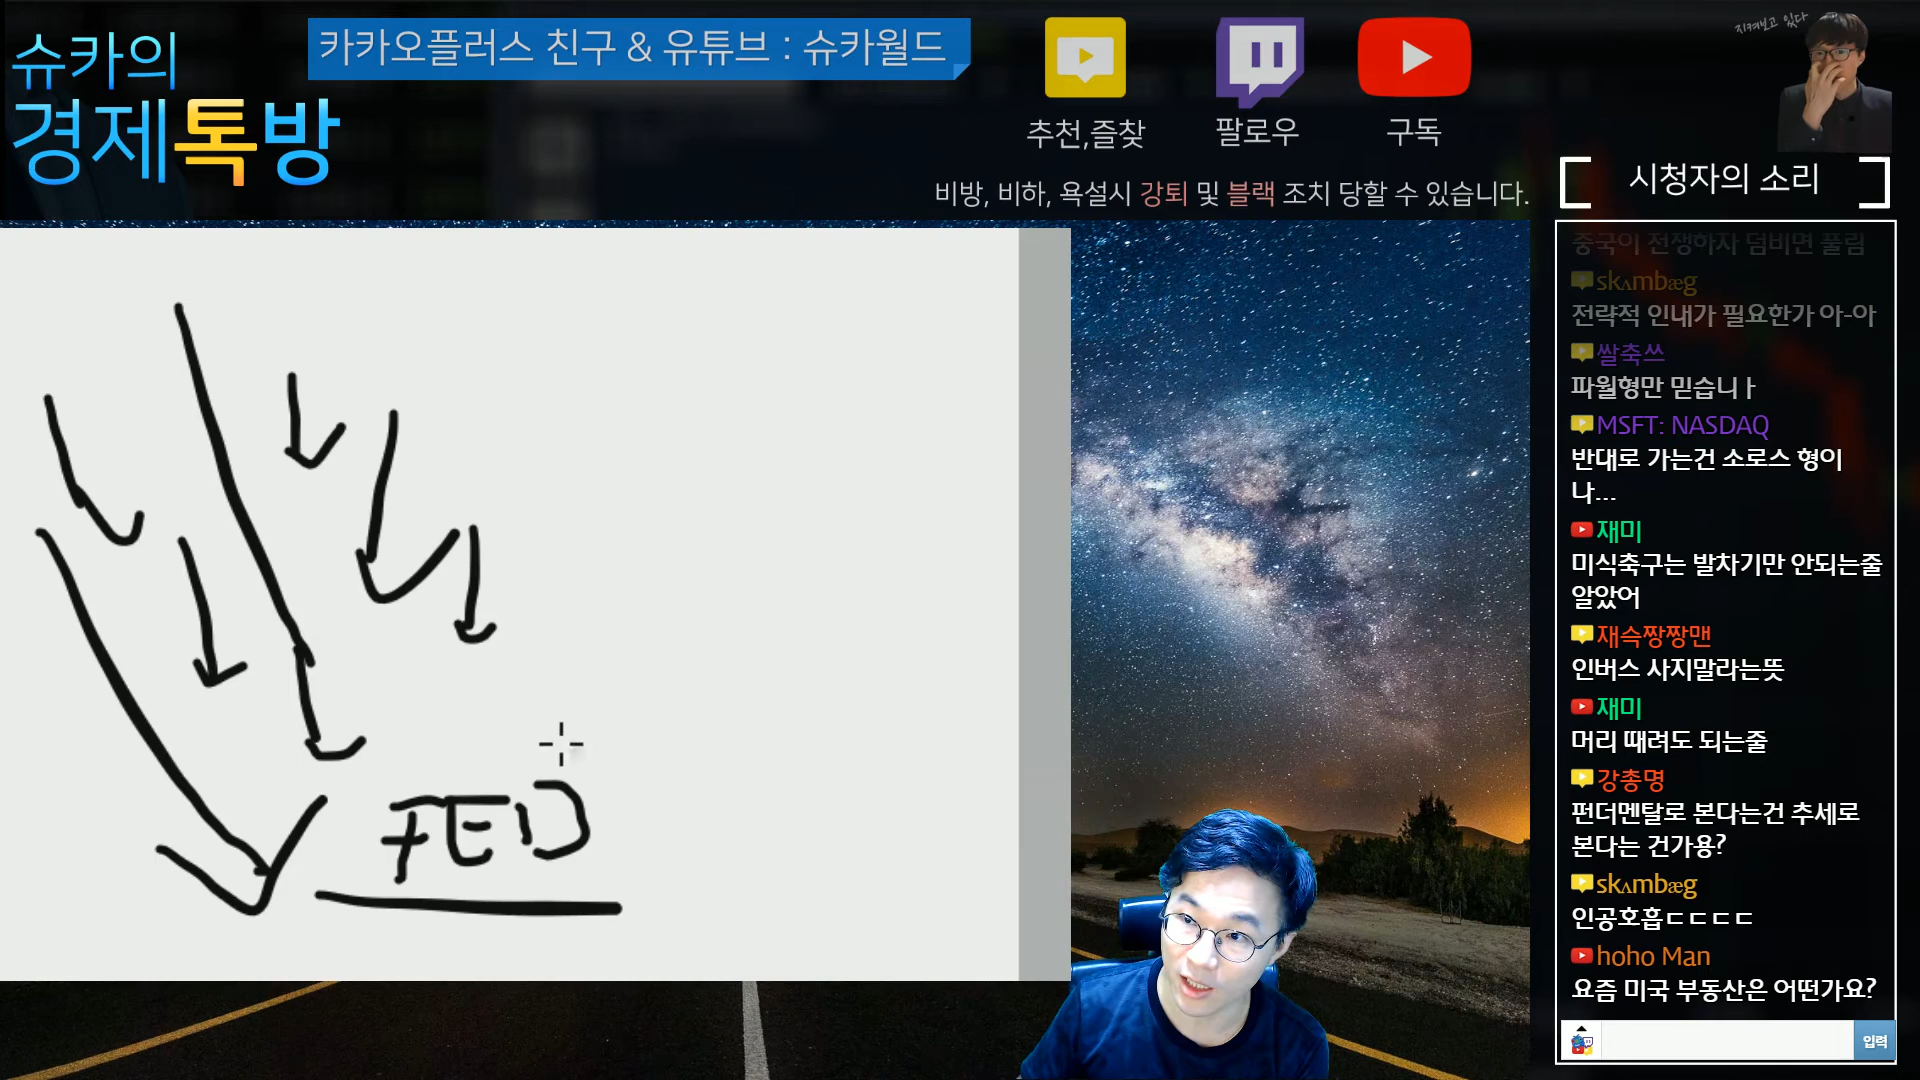 슈카의
경제톡방
카카오플러스 친구 & 유튜브 : 슈카월드
추천,즐찾
팔로우
구독
비방, 비하, 욕설시 강퇴 및 블랙 조치 당할 수 있습니다.
지켜보고 있다
시청자의 소리
중국이 전쟁하자 덤비면 풀림
skʌmbæg
전략적 인내가 필요한가 아-아
쌀축쓰
파월형만 믿습니ㅏ
MSFT: NASDAQ
반대로 가는건 소로스 형이
나...
재미
미식축구는 발차기만 안되는줄
알았어
재슥짱짱맨
인버스 사지말라는뜻
재미
머리 때려도 되는줄
강총명
펀더멘탈로 본다는건 추세로
본다는 건가용?
skʌmbæg
인공호흡ㄷㄷㄷㄷ
hoho Man
요즘 미국 부동산은 어떤가요?
입력
FED